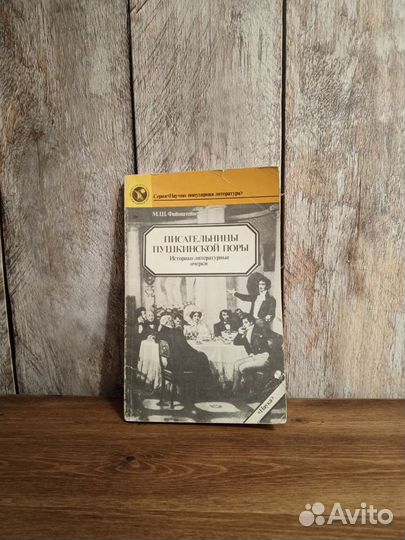 Серия «Научно-популярная литература»
М.Ш. Файнштейн
ПИСАТЕЛЬНИЦЫ
ПУШКИНСКОЙ ПОРЫ
Историко-литературные
очерки
«Наука»
Avito